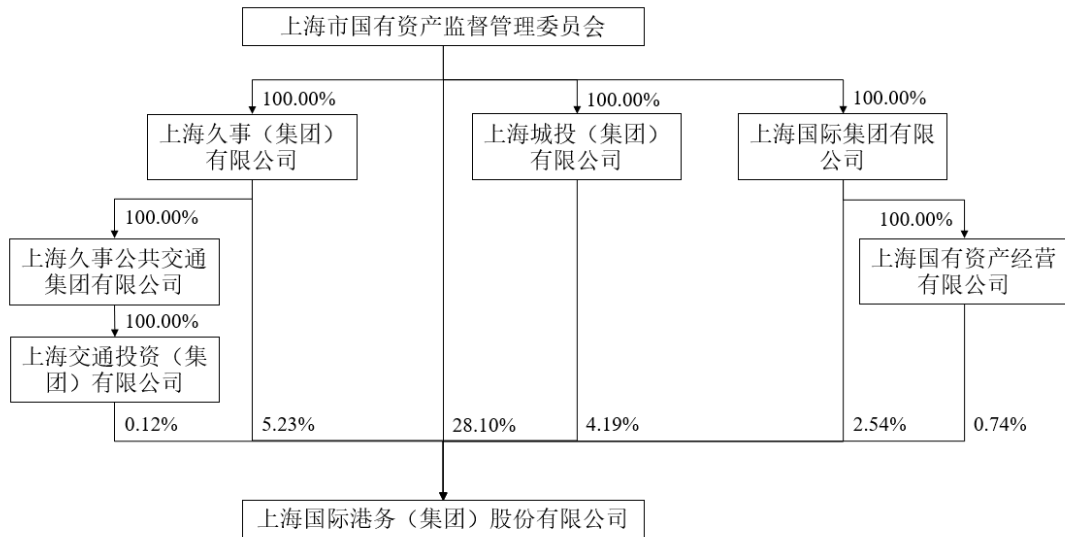 上海市国有资产监督管理委员会
100.00%
100.00%
100.00%
上海久事（集团）
有限公司
上海城投（集团）
有限公司
上海国际集团有限
公司
100.00%
100.00%
上海久事公共交通
集团有限公司
上海国有资产经营
有限公司
100.00%
上海交通投资（集
团）有限公司
0.12%
5.23%
28.10%
4.19%
2.54%
0.74%
上海国际港务（集团）股份有限公司